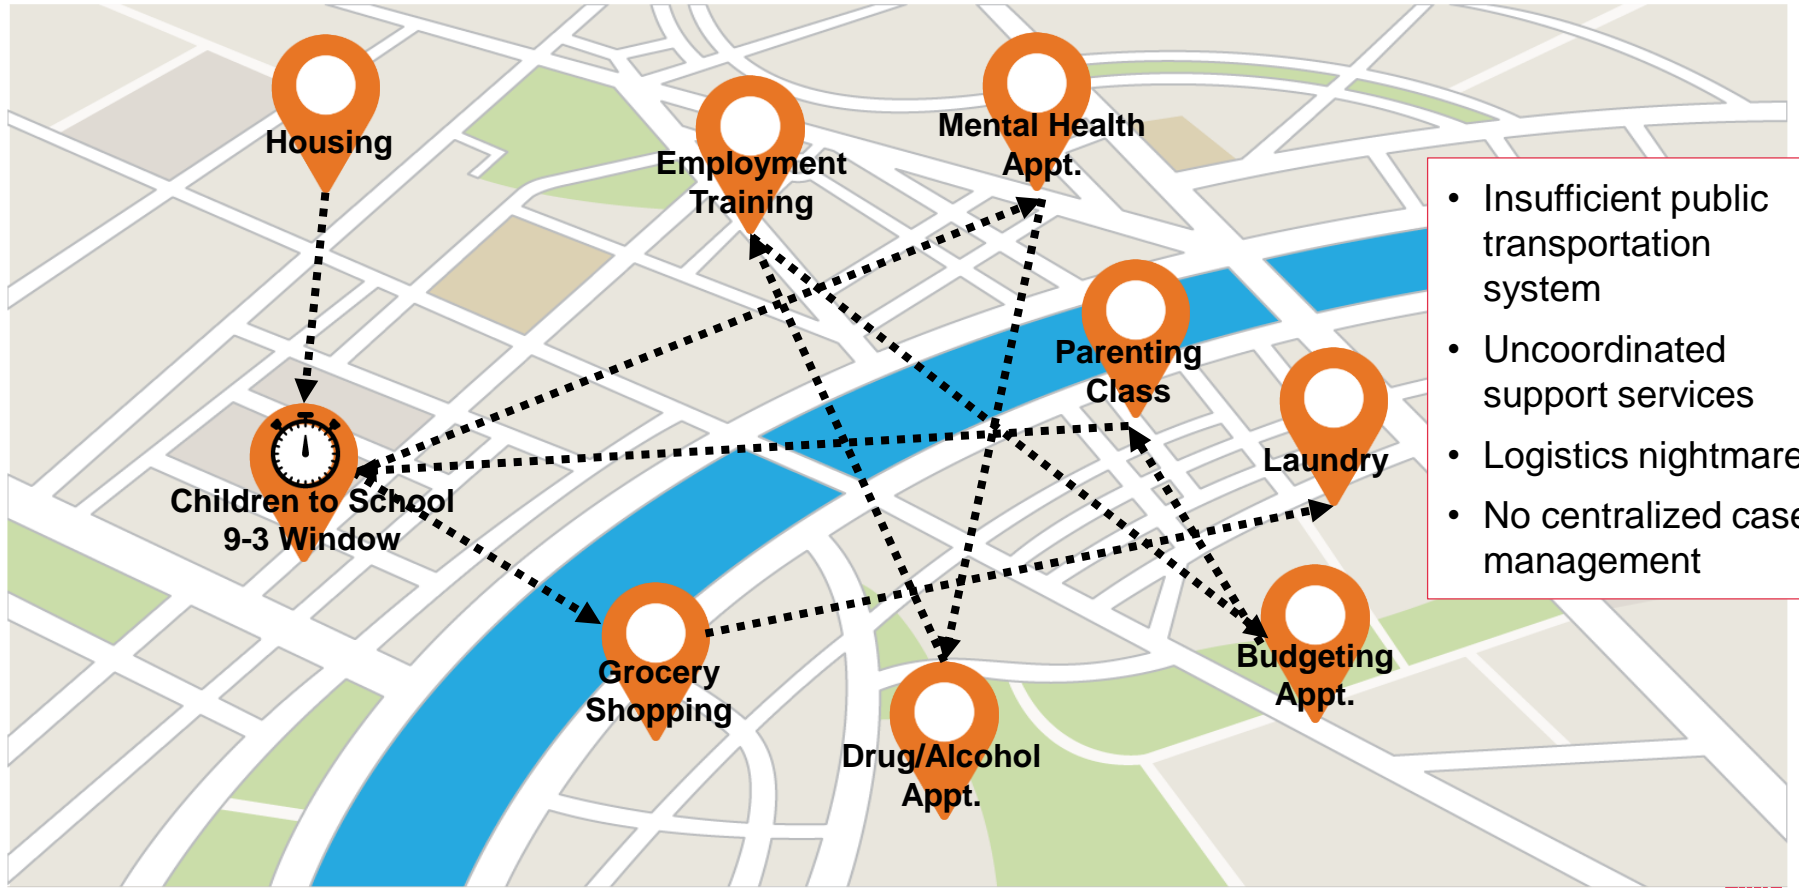 Housing
Employment
Training
Mental Health
Appt.
Parenting
Class
Laundry
Children to School
9-3 Window
Grocery
Shopping
Drug/Alcohol
Appt.
Budgeting
Appt.
• Insufficient public
transportation
system
• Uncoordinated
support services
• Logistics nightmare
• No centralized case
management